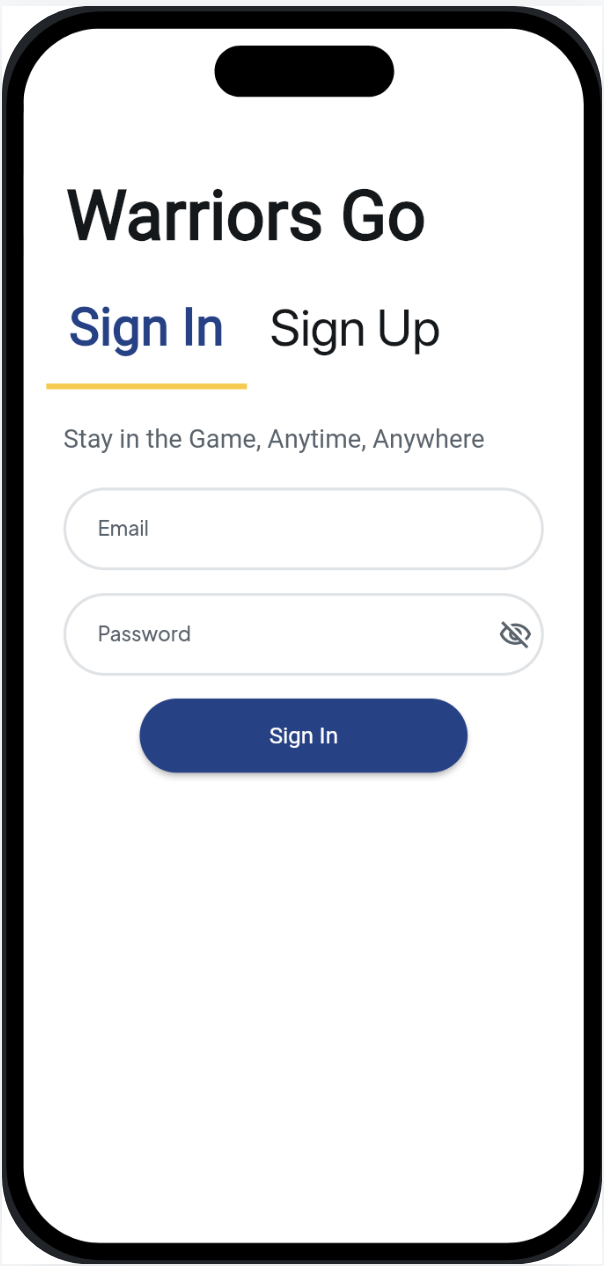 Warriors Go
Sign In Sign Up
Stay in the Game, Anytime, Anywhere
Email
Password
Sign In